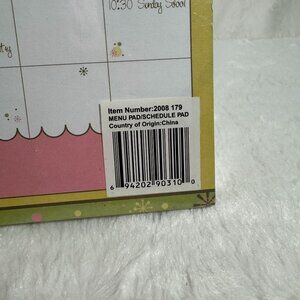 10:30 Sunday School
Item Number:2008 179
MENU PAD/SCHEDULE PAD
Country of Origin:China
6 94202 90310 0